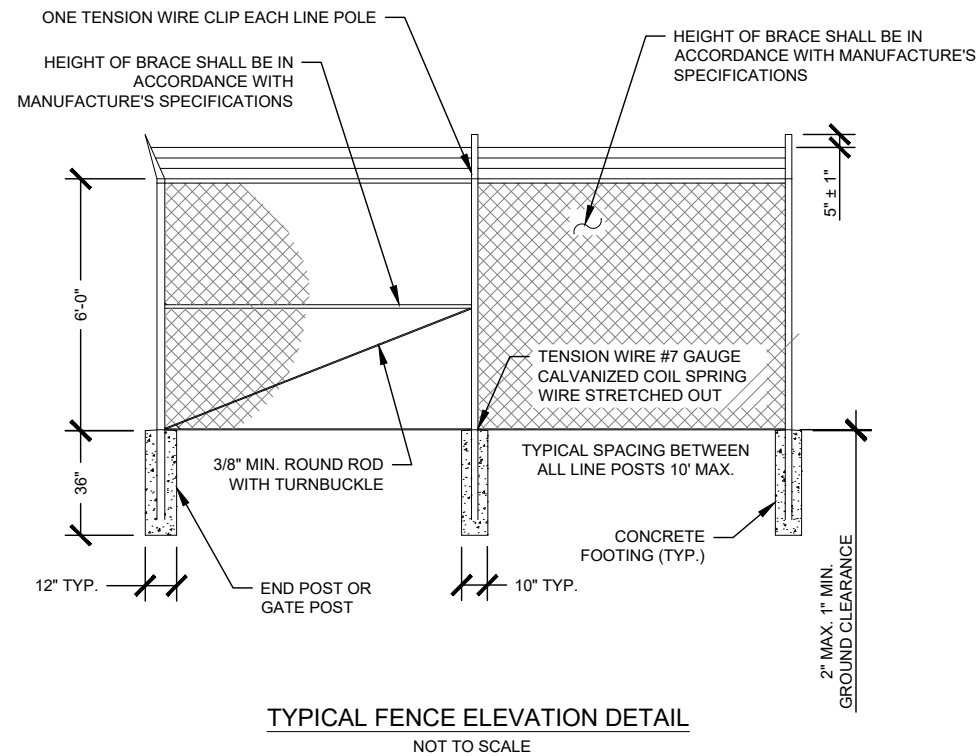 ONE TENSION WIRE CLIP EACH LINE POLE
HEIGHT OF BRACE SHALL BE IN
ACCORDANCE WITH
MANUFACTURE'S SPECIFICATIONS
HEIGHT OF BRACE SHALL BE IN
ACCORDANCE WITH MANUFACTURE'S
SPECIFICATIONS
5" ± 1"
6'-0"
TENSION WIRE #7 GAUGE
CALVANIZED COIL SPRING
WIRE STRETCHED OUT
3/8" MIN. ROUND ROD
WITH TURNBUCKLE
TYPICAL SPACING BETWEEN
ALL LINE POSTS 10' MAX.
36"
CONCRETE
FOOTING (TYP.)
12" TYP.
END POST OR
GATE POST
10" TYP.
2" MAX. 1" MIN.
GROUND CLEARANCE
TYPICAL FENCE ELEVATION DETAIL
NOT TO SCALE